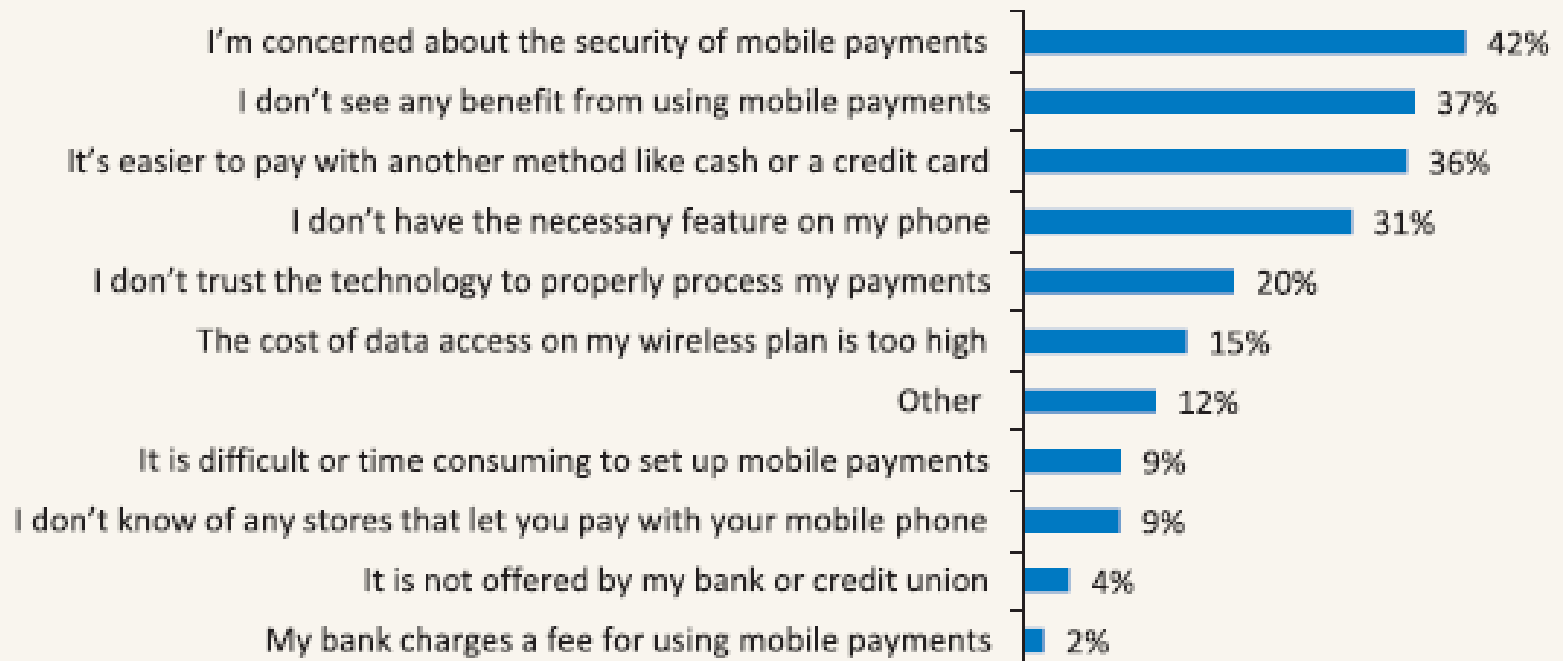 I'm concerned about the security of mobile payments 42%
I don't see any benefit from using mobile payments 37%
It's easier to pay with another method like cash or a credit card 36%
I don't have the necessary feature on my phone 31%
I don't trust the technology to properly process my payments 20%
The cost of data access on my wireless plan is too high 15%
Other 12%
It is difficult or time consuming to set up mobile payments 9%
I don't know of any stores that let you pay with your mobile phone 9%
It is not offered by my bank or credit union 4%
My bank charges a fee for using mobile payments 2%